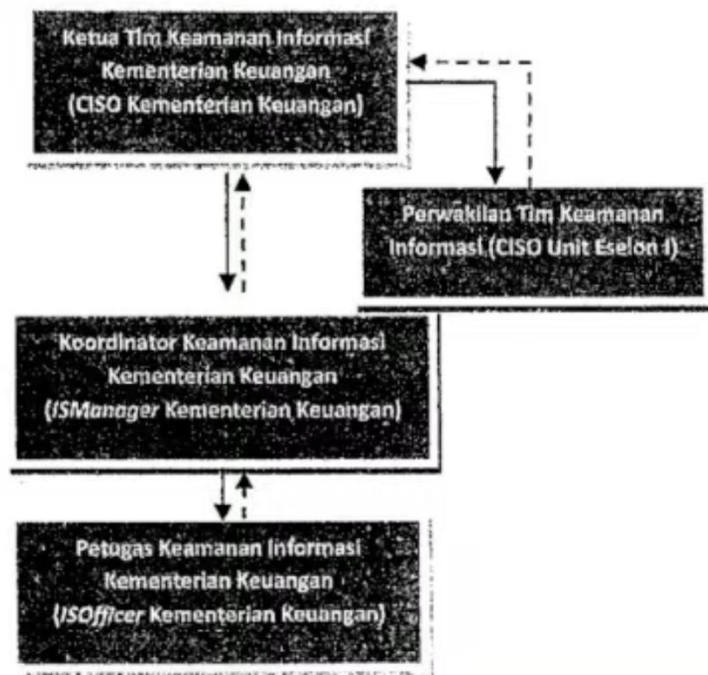 Ketua Tim Keamanan Informasi
Kementerian Keuangan
(CISO Kementerian Keuangan)
Perwakilan Tim Keamanan
Informasi (CISO Unit Eselon I)
Koordinator Keamanan Informasi
Kementerian Keuangan
(ISManager Kementerian Keuangan)
Petugas Keamanan Informasi
Kementerian Keuangan
(ISOfficer Kementerian Keuangan)